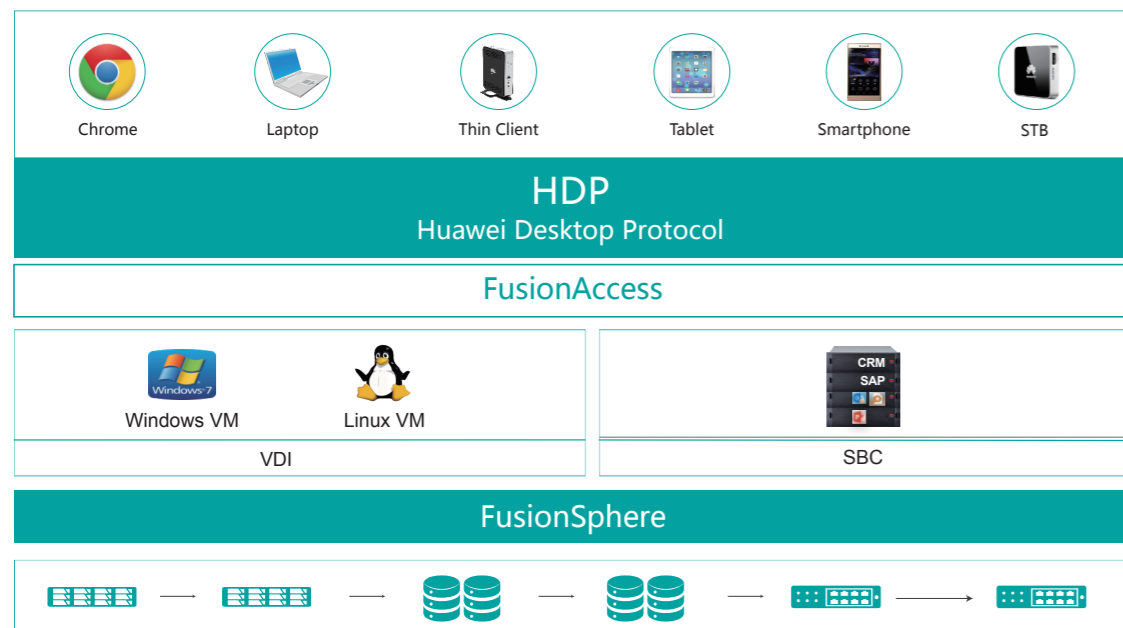 Chrome
Laptop
Thin Client
Tablet
Smartphone
STB
HDP
Huawei Desktop Protocol
FusionAccess
CRM
SAP
Windows-7
Windows VM
Linux VM
VDI
SBC
FusionSphere